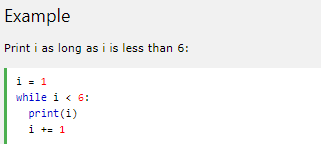 Example
Print i as long as i is less than 6:
i = 1
while i < 6:
  print(i)
  i += 1